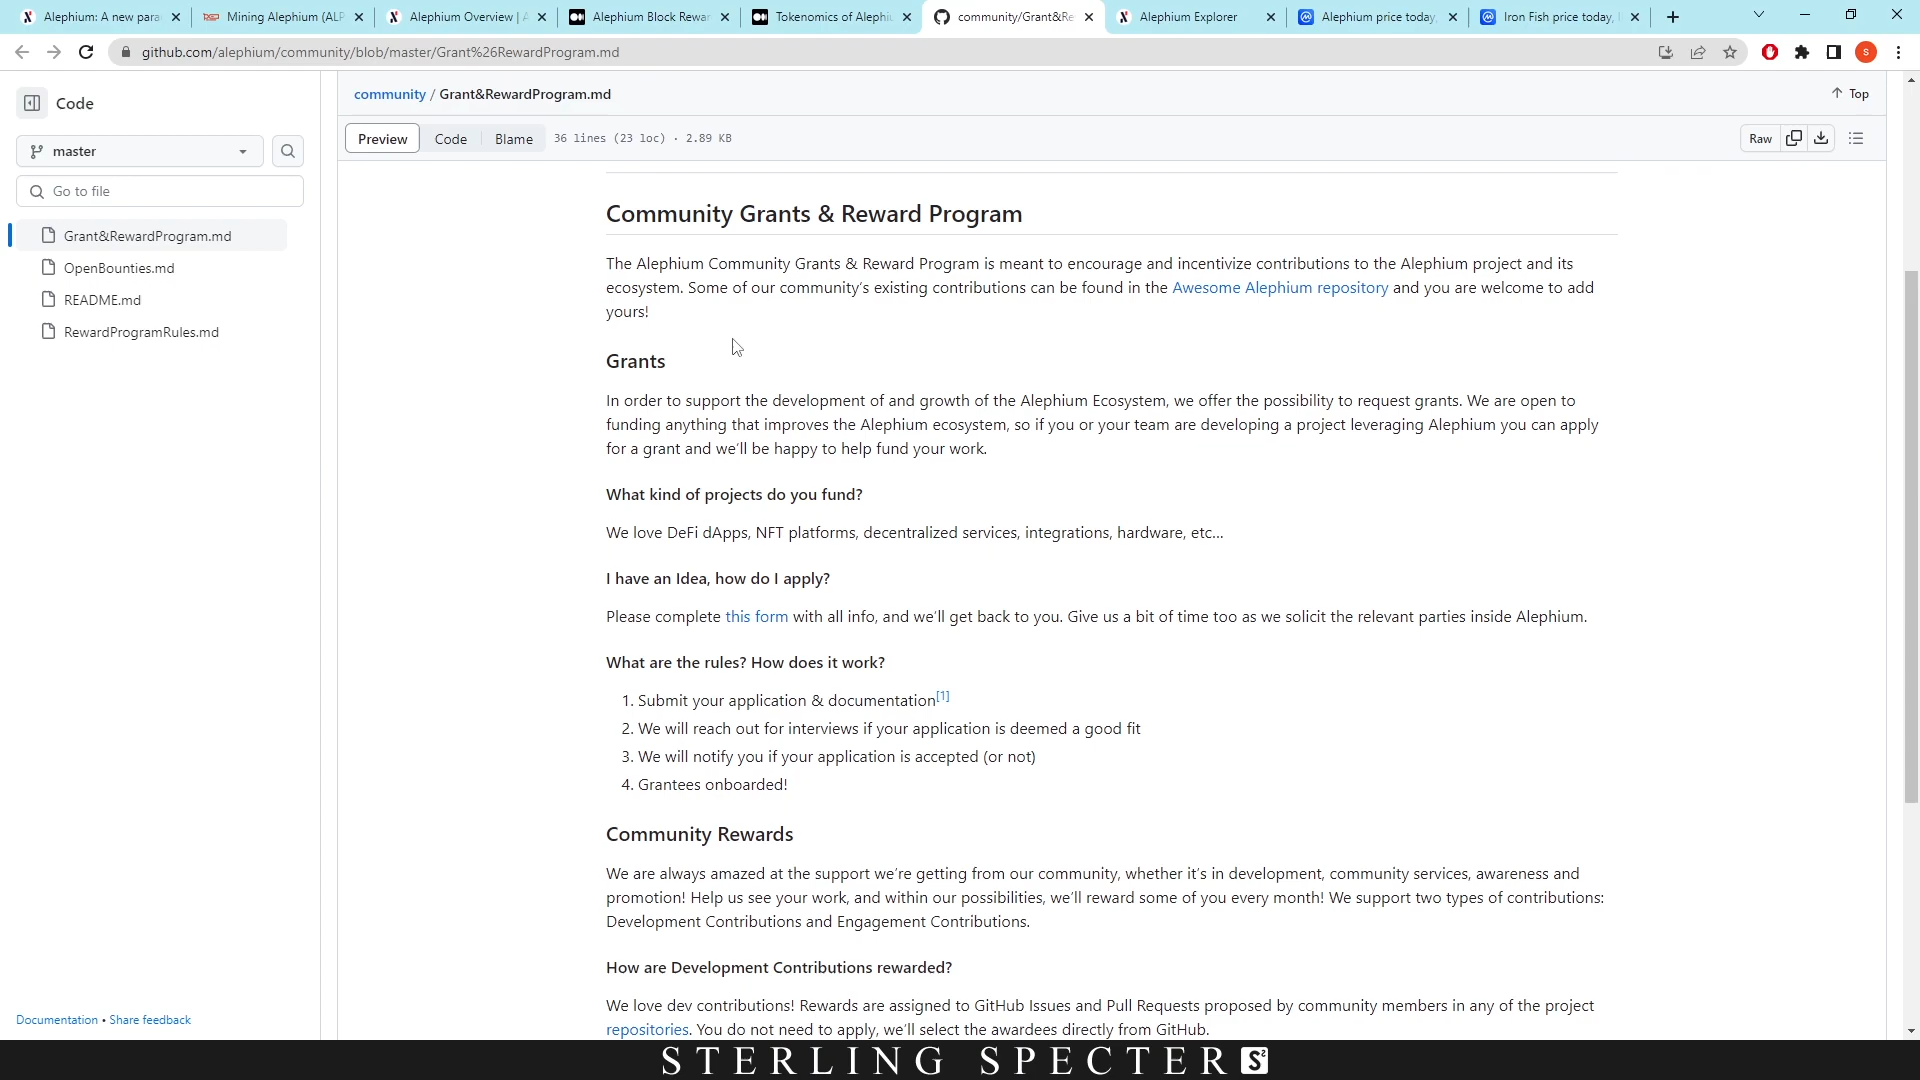 Alephium: A new para
Mining Alephium (ALP
Alephium Overview | A
Alephium Block Rewar
Tokenomics of Alephiu
community/Grant&Re
Alephium Explorer
Alephium price today,
Iron Fish price today,
github.com/alephium/community/blob/master/Grant%26RewardProgram.md
S
Code
community / Grant&RewardProgram.md
Top
master
Preview
Code
Blame
36 lines (23 loc) · 2.89 KB
Raw
Go to file
Grant&RewardProgram.md
OpenBounties.md
README.md
RewardProgramRules.md
Community Grants & Reward Program
The Alephium Community Grants & Reward Program is meant to encourage and incentivize contributions to the Alephium project and its
ecosystem. Some of our community's existing contributions can be found in the Awesome Alephium repository and you are welcome to add
yours!
Grants
In order to support the development of and growth of the Alephium Ecosystem, we offer the possibility to request grants. We are open to
funding anything that improves the Alephium ecosystem, so if you or your team are developing a project leveraging Alephium you can apply
for a grant and we'll be happy to help fund your work.
What kind of projects do you fund?
We love DeFi dApps, NFT platforms, decentralized services, integrations, hardware, etc...
I have an Idea, how do I apply?
Please complete this form with all info, and we'll get back to you. Give us a bit of time too as we solicit the relevant parties inside Alephium.
What are the rules? How does it work?
1. Submit your application & documentation[1]
2. We will reach out for interviews if your application is deemed a good fit
3. We will notify you if your application is accepted (or not)
4. Grantees onboarded!
Community Rewards
We are always amazed at the support we're getting from our community, whether it's in development, community services, awareness and
promotion! Help us see your work, and within our possibilities, we'll reward some of you every month! We support two types of contributions:
Development Contributions and Engagement Contributions.
How are Development Contributions rewarded?
We love dev contributions! Rewards are assigned to GitHub Issues and Pull Requests proposed by community members in any of the project
repositories. You do not need to apply, we'll select the awardees directly from GitHub.
Documentation • Share feedback
STERLING SPECTER S²